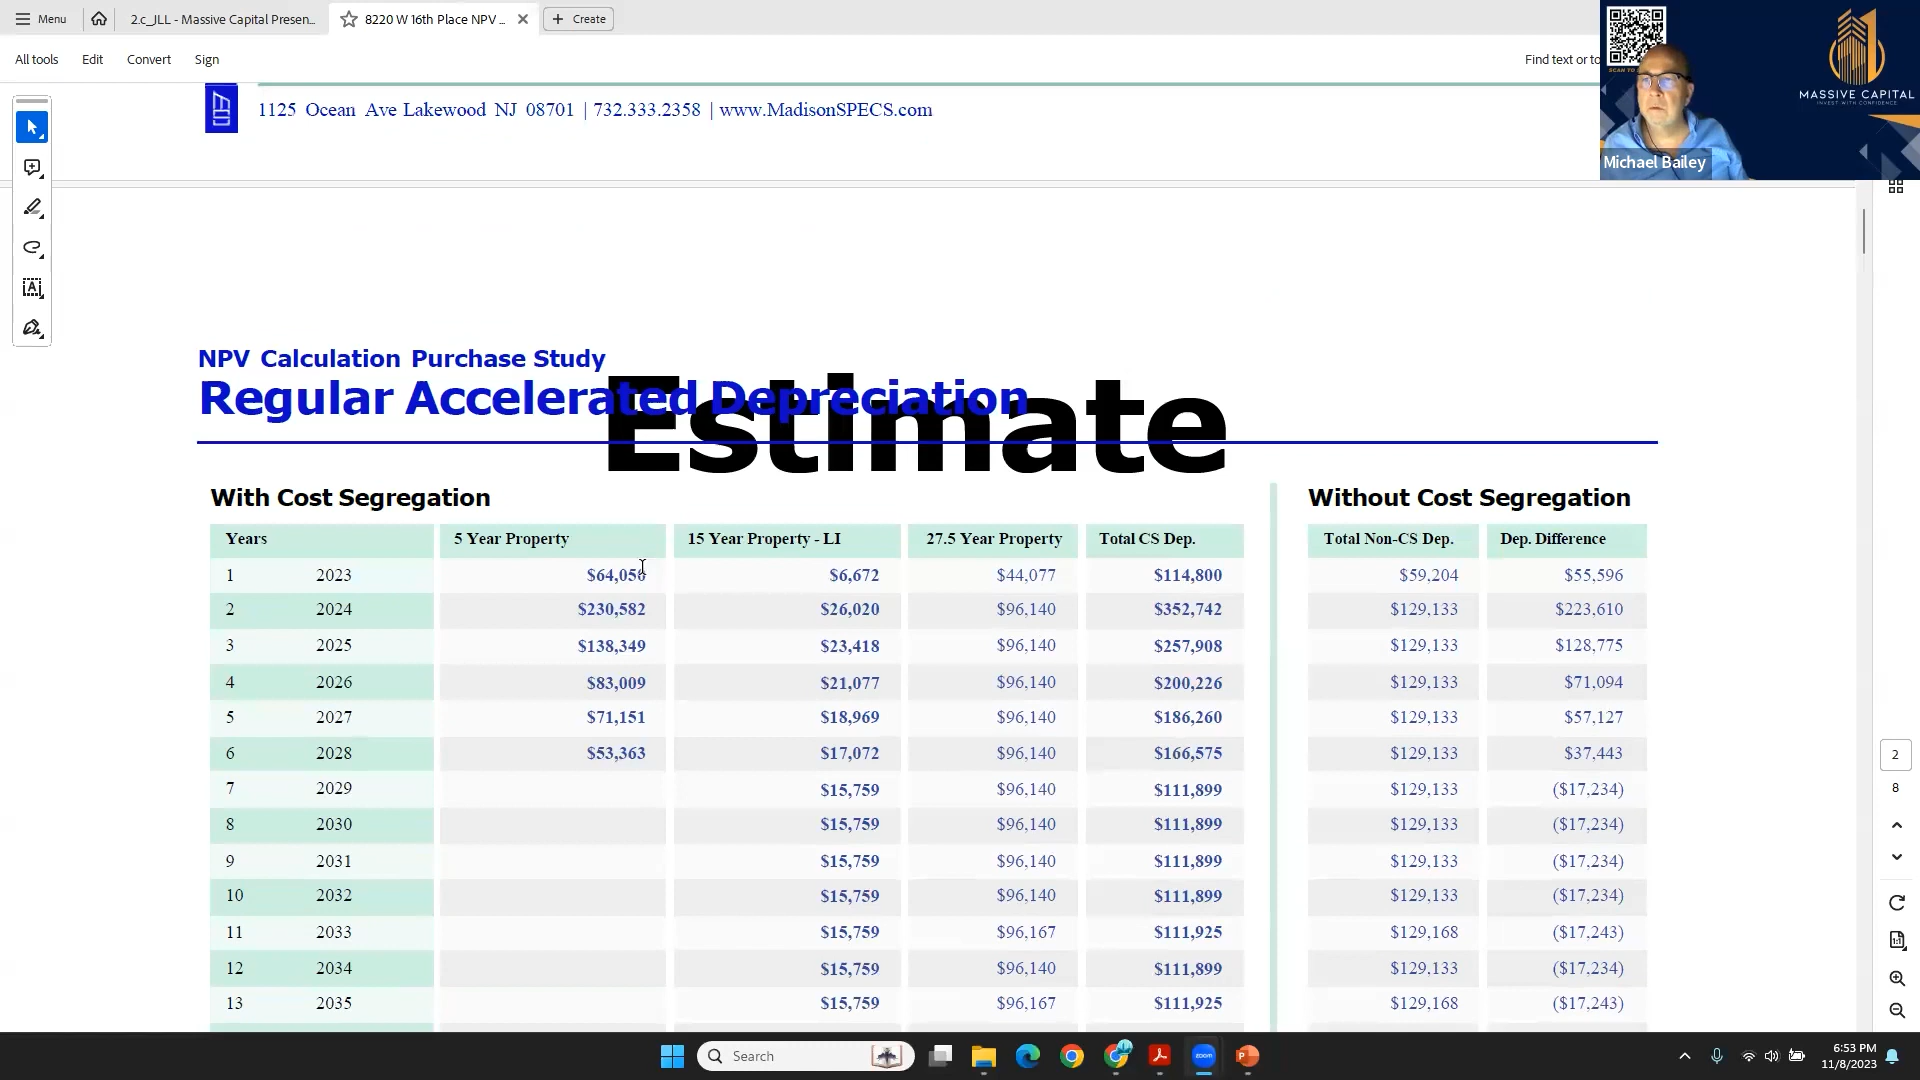 Menu
2.c_JLL - Massive Capital Presen...
8220 W 16th Place NPV ...
Create
All tools
Edit
Convert
Sign
Find text or to
SCAN TO
MASSIVE CAPITAL
INVEST WITH CONFIDENCE
Michael Bailey
1125 Ocean Ave Lakewood NJ 08701 | 732.333.2358 | www.MadisonSPECS.com
NPV Calculation Purchase Study
Regular Accelerated Depreciation
Estimate
With Cost Segregation
Without Cost Segregation
Years 5 Year Property 15 Year Property - LI 27.5 Year Property Total CS Dep. Total Non-CS Dep. Dep. Difference
1 2023 $64,050 $6,672 $44,077 $114,800 $59,204 $55,596
2 2024 $230,582 $26,020 $96,140 $352,742 $129,133 $223,610
3 2025 $138,349 $23,418 $96,140 $257,908 $129,133 $128,775
4 2026 $83,009 $21,077 $96,140 $200,226 $129,133 $71,094
5 2027 $71,151 $18,969 $96,140 $186,260 $129,133 $57,127
6 2028 $53,363 $17,072 $96,140 $166,575 $129,133 $37,443
7 2029 $15,759 $96,140 $111,899 $129,133 ($17,234)
8 2030 $15,759 $96,140 $111,899 $129,133 ($17,234)
9 2031 $15,759 $96,140 $111,899 $129,133 ($17,234)
10 2032 $15,759 $96,140 $111,899 $129,133 ($17,234)
11 2033 $15,759 $96,167 $111,925 $129,168 ($17,243)
12 2034 $15,759 $96,140 $111,899 $129,133 ($17,234)
13 2035 $15,759 $96,167 $111,925 $129,168 ($17,243)
2
8
Search
zoom
6:53 PM
11/8/2023